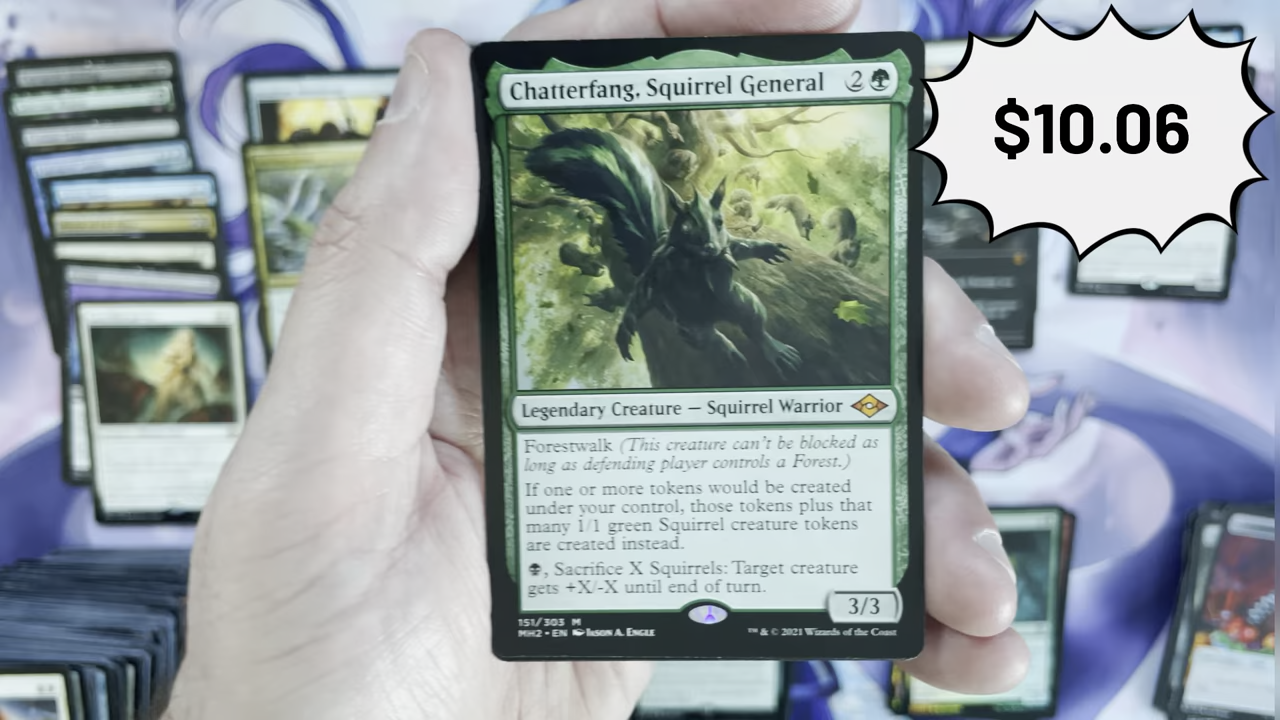 Chatterfang, Squirrel General 2
$10.06
Legendary Creature — Squirrel Warrior
Forestwalk (This creature can't be blocked as
long as defending player controls a Forest.)
If one or more tokens would be created
under your control, those tokens plus that
many 1/1 green Squirrel creature tokens
are created instead.
, Sacrifice X Squirrels: Target creature
gets +X/-X until end of turn.
3/3
151/303 M
MH2 • EN Jason A. Engle
™ & © 2021 Wizards of the Coast